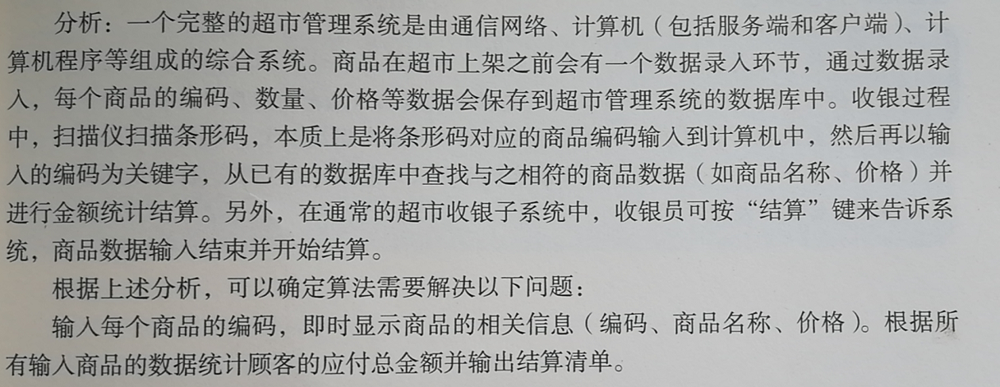 分析：一个完整的超市管理系统是由通信网络、计算机（包括服务端和客户端）、计
算机程序等组成的综合系统。商品在超市上架之前会有一个数据录入环节，通过数据录
入，每个商品的编码、数量、价格等数据会保存到超市管理系统的数据库中。收银过程
中，扫描仪扫描条形码，本质上是将条形码对应的商品编码输入到计算机中，然后再以输
入的编码为关键字，从已有的数据库中查找与之相符的商品数据（如商品名称、价格）并
进行金额统计结算。另外，在通常的超市收银子系统中，收银员可按“结算”键来告诉系
统，商品数据输入结束并开始结算。
根据上述分析，可以确定算法需要解决以下问题：
输入每个商品的编码，即时显示商品的相关信息（编码、商品名称、价格）。根据所
有输入商品的数据统计顾客的应付总金额并输出结算清单。